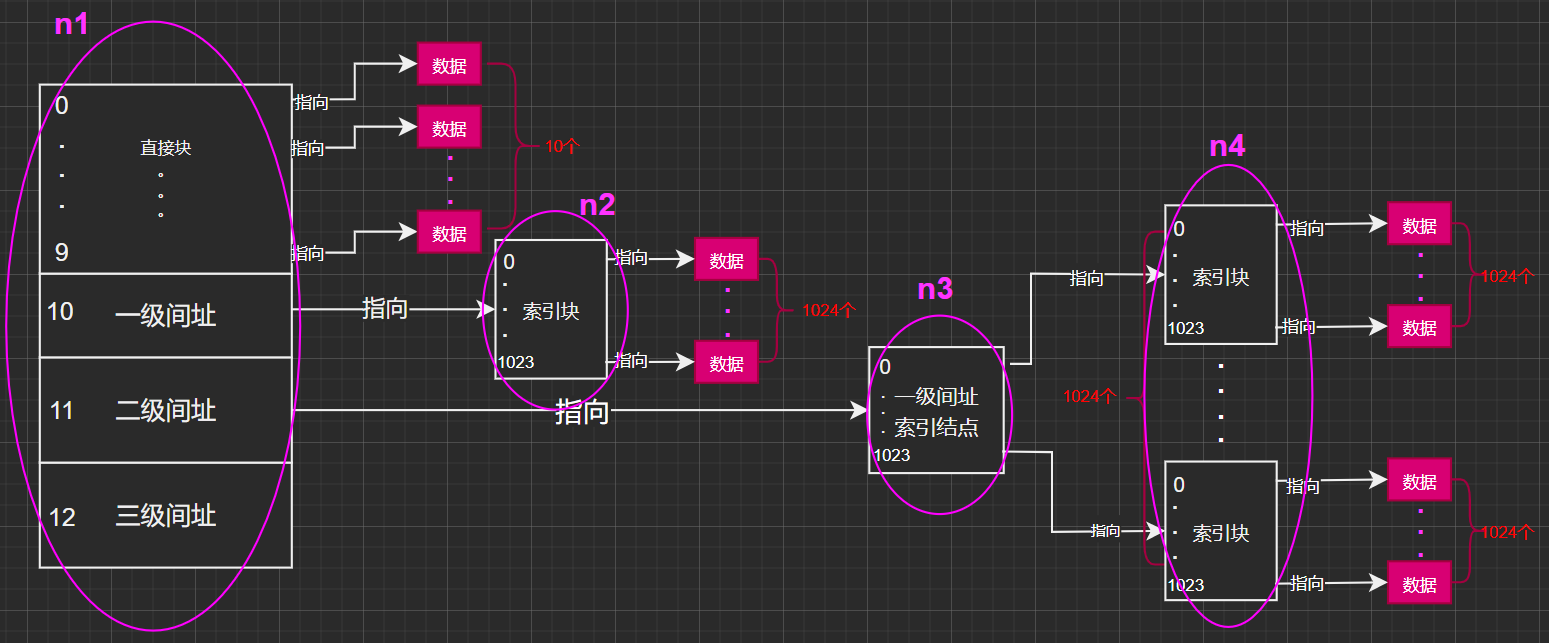 n1
0
直接块
9
10
一级间址
11
二级间址
12
三级间址
指向
数据
指向
数据
指向
数据
10个
指向
n2
0
索引块
1023
指向
数据
指向
数据
1024个
指向
n3
0
一级间址
索引结点
1023
指向
指向
n4
1024个
0
索引块
1023
指向
数据
指向
数据
1024个
0
索引块
1023
指向
数据
指向
数据
1024个